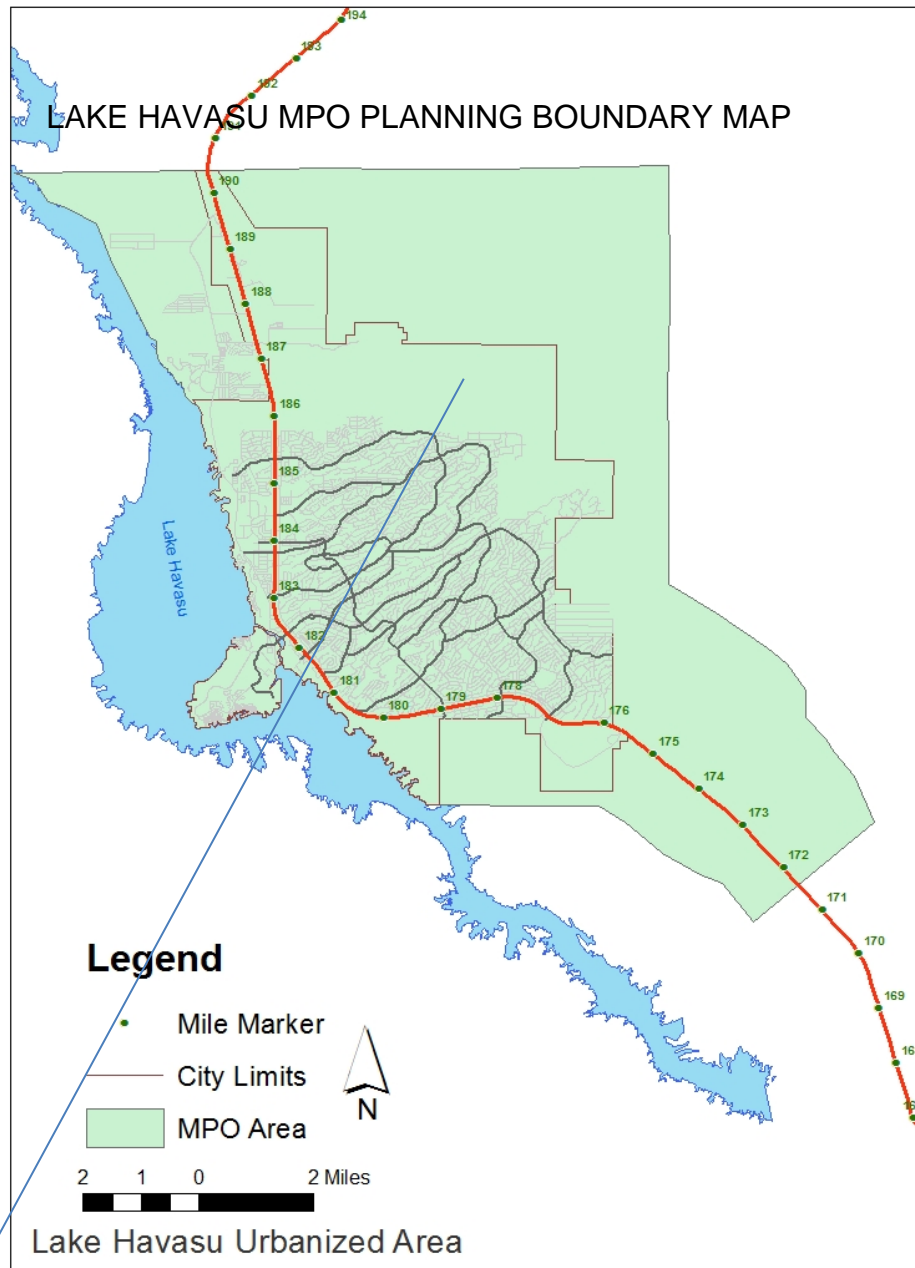 194
193
192
LAKE HAVASU MPO PLANNING BOUNDARY MAP
190
189
188
187
186
185
184
Lake Havasu
183
182
181
180
179
178
176
175
174
173
172
171
170
169
Legend
Mile Marker
City Limits
MPO Area
N
2 1 0 2 Miles
Lake Havasu Urbanized Area